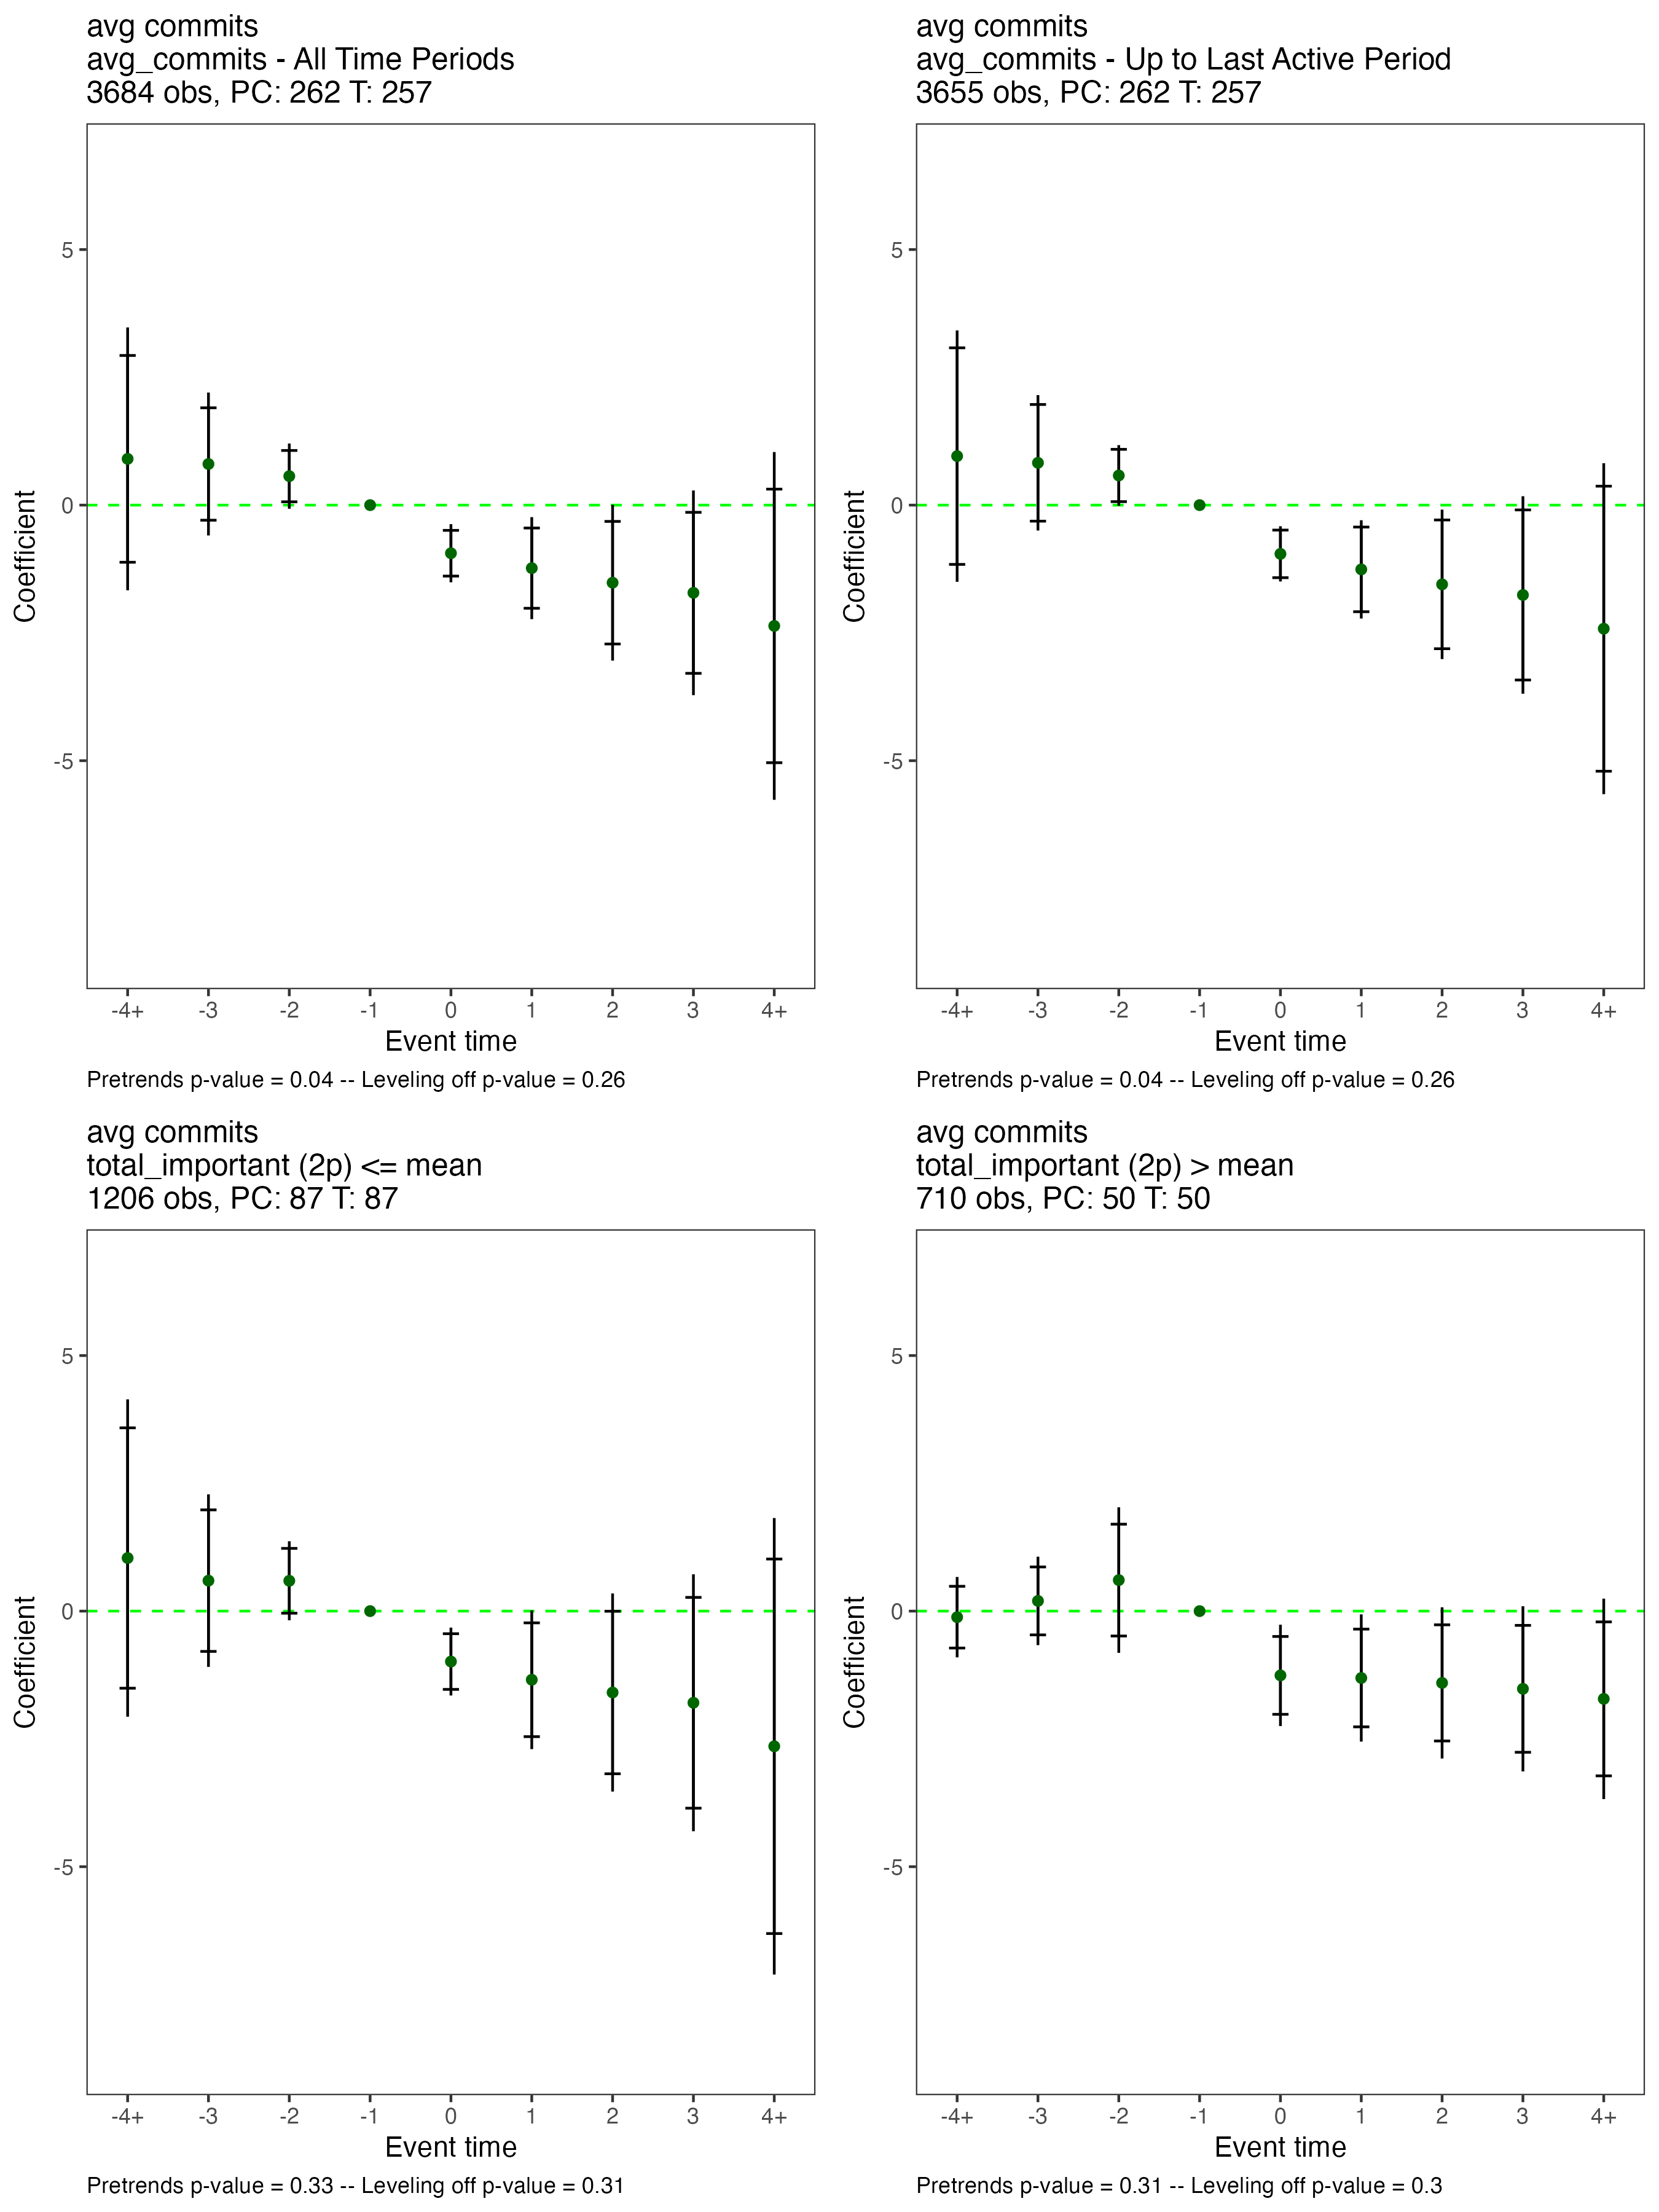 avg commits
avg_commits - All Time Periods
3684 obs, PC: 262 T: 257
5
0
-5
Coefficient
-4+ -3 -2 -1 0 1 2 3 4+
Event time
Pretrends p-value = 0.04 -- Leveling off p-value = 0.26
avg commits
avg_commits - Up to Last Active Period
3655 obs, PC: 262 T: 257
5
0
-5
Coefficient
-4+ -3 -2 -1 0 1 2 3 4+
Event time
Pretrends p-value = 0.04 -- Leveling off p-value = 0.26
avg commits
total_important (2p) <= mean
1206 obs, PC: 87 T: 87
5
0
-5
Coefficient
-4+ -3 -2 -1 0 1 2 3 4+
Event time
Pretrends p-value = 0.33 -- Leveling off p-value = 0.31
avg commits
total_important (2p) > mean
710 obs, PC: 50 T: 50
5
0
-5
Coefficient
-4+ -3 -2 -1 0 1 2 3 4+
Event time
Pretrends p-value = 0.31 -- Leveling off p-value = 0.3